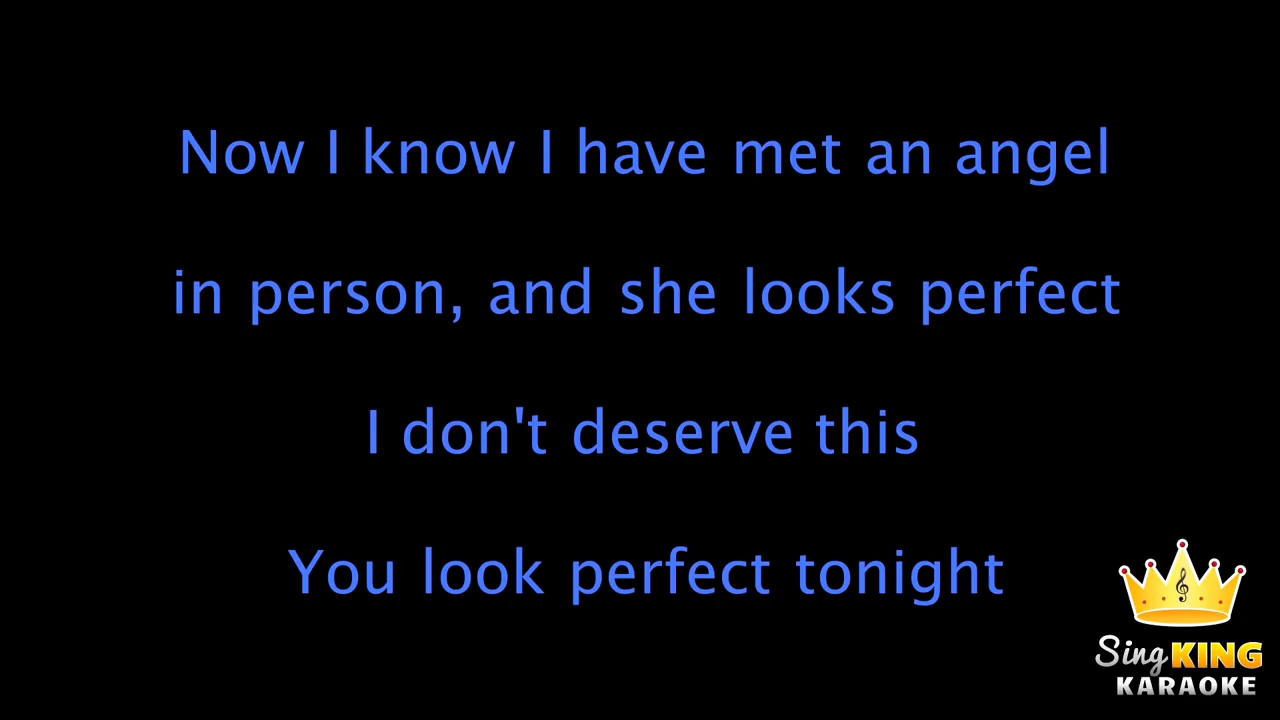 Now I know I have met an angel
in person, and she looks perfect
I don't deserve this
You look perfect tonight
Sing KING
KARAOKE